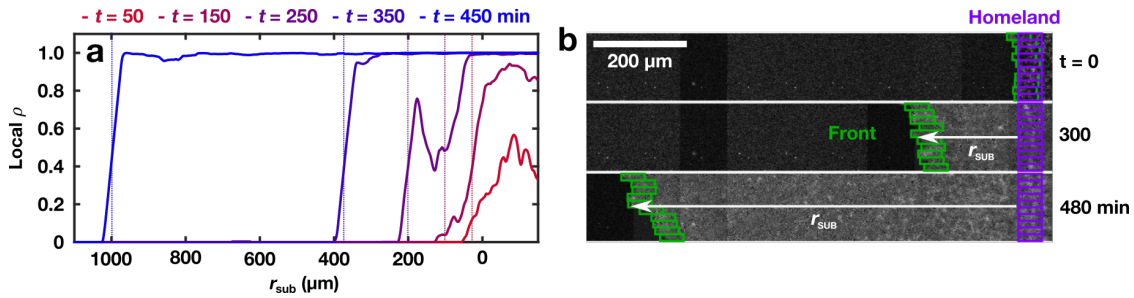 - t = 50 - t = 150 - t = 250 - t = 350 - t = 450 min
a
Local ρ
1.0
0.8
0.6
0.4
0.2
0
1000 800 600 400 200 0
r_sub (μm)
b
Homeland
200 μm
t = 0
Front
300
r_SUB
480 min
r_SUB